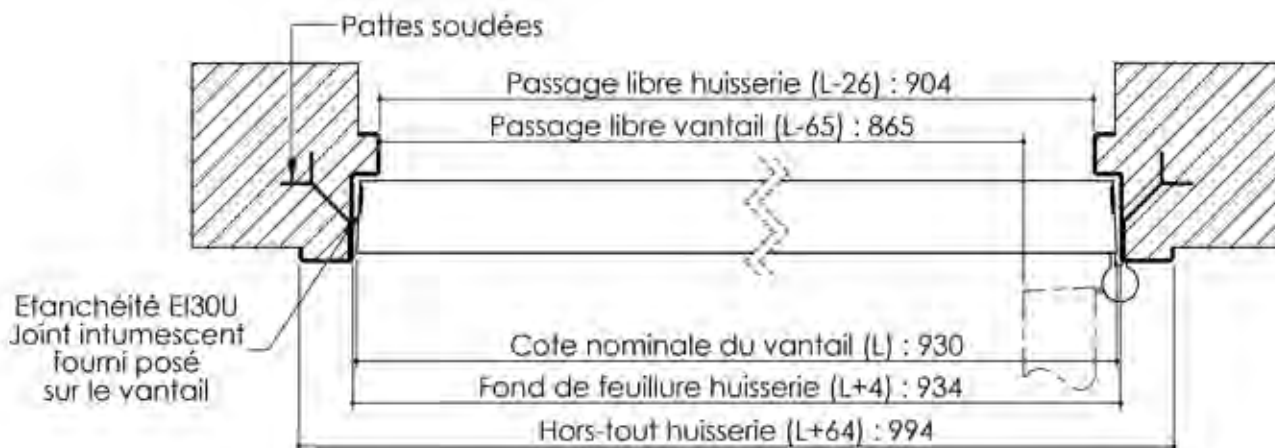 Pattes soudées
Passage libre huisserie (L-26) : 904
Passage libre vantail (L-65) : 865
Etanchéité EI30U
Joint intumescent
fourni posé
sur le vantail
Cote nominale du vantail (L) : 930
Fond de feuillure huisserie (L+4) : 934
Hors-tout huisserie (L+64) : 994